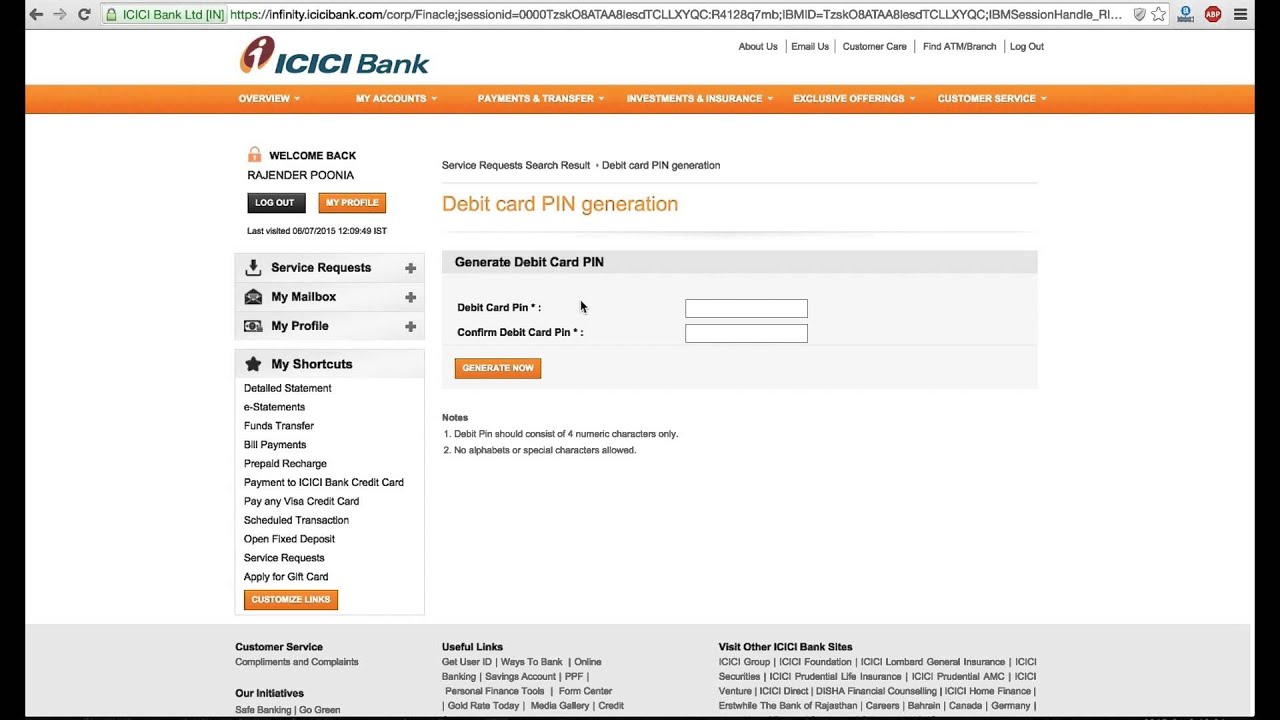 ICICI Bank Ltd [IN] https://infinity.icicibank.com/corp/Finacle;jsessionid=0000TzskO8ATAA8lesdTCLLXYQC:R4128q7mb;IBMID=TzskO8ATAA8lesdTCLLXYQC;IBMSessionHandle_RI...
ABP
ICICI Bank
About Us | Email Us | Customer Care | Find ATM/Branch | Log Out
OVERVIEW MY ACCOUNTS PAYMENTS & TRANSFER INVESTMENTS & INSURANCE EXCLUSIVE OFFERINGS CUSTOMER SERVICE
WELCOME BACK
RAJENDER POONIA
LOG OUT MY PROFILE
Last visited 06/07/2015 12:09:49 IST
Service Requests
My Mailbox
My Profile
My Shortcuts
Detailed Statement
e-Statements
Funds Transfer
Bill Payments
Prepaid Recharge
Payment to ICICI Bank Credit Card
Pay any Visa Credit Card
Scheduled Transaction
Open Fixed Deposit
Service Requests
Apply for Gift Card
CUSTOMIZE LINKS
Service Requests Search Result Debit card PIN generation
Debit card PIN generation
Generate Debit Card PIN
Debit Card Pin * :
Confirm Debit Card Pin * :
GENERATE NOW
Notes
1. Debit Pin should consist of 4 numeric characters only.
2. No alphabets or special characters allowed.
Customer Service
Compliments and Complaints
Our Initiatives
Safe Banking | Go Green
Useful Links
Get User ID | Ways To Bank | Online
Banking | Savings Account | PPF |
Personal Finance Tools | Form Center
| Gold Rate Today | Media Gallery | Credit
Visit Other ICICI Bank Sites
ICICI Group | ICICI Foundation | ICICI Lombard General Insurance | ICICI
Securities | ICICI Prudential Life Insurance | ICICI Prudential AMC | ICICI
Venture | ICICI Direct | DISHA Financial Counselling | ICICI Home Finance |
Erstwhile The Bank of Rajasthan | Careers | Bahrain | Canada | Germany |